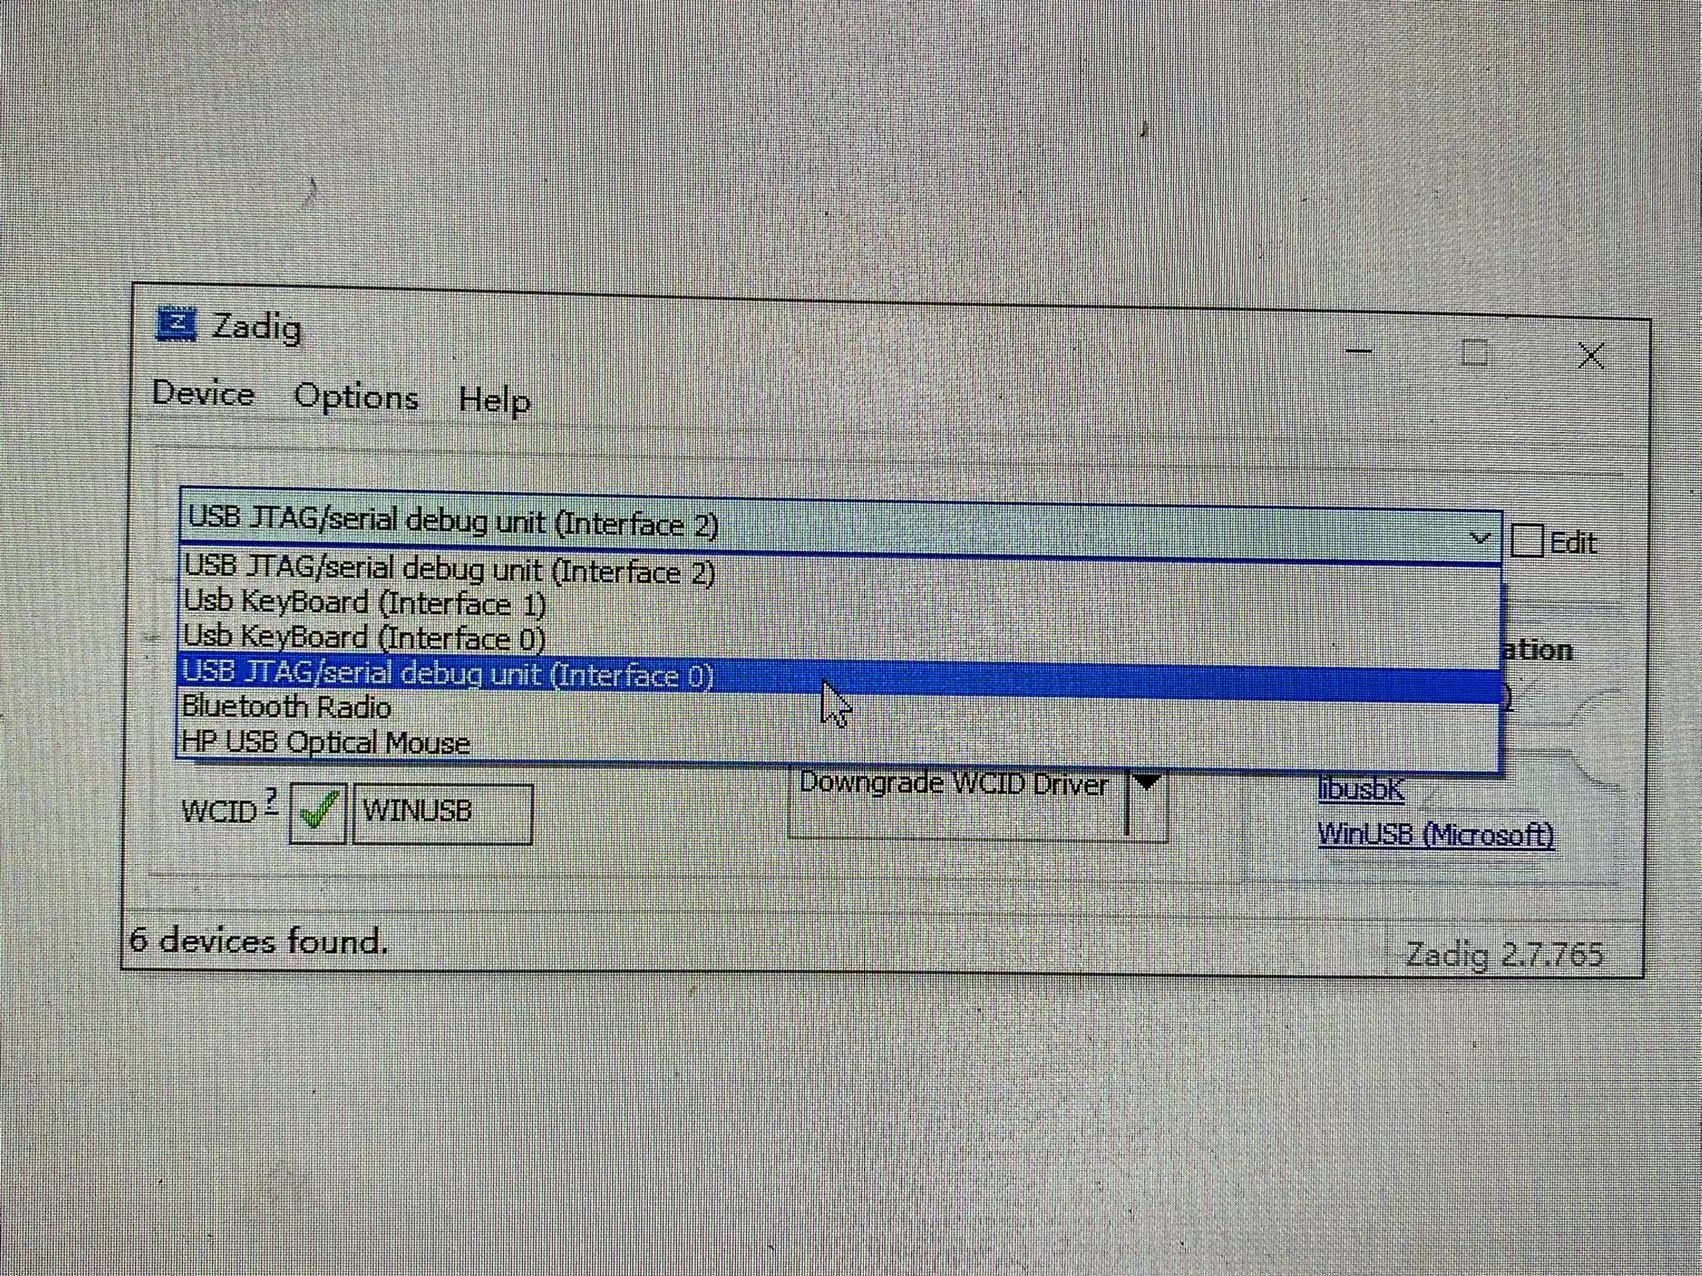 Zadig
Device Options Help
USB JTAG/serial debug unit (Interface 2)
Edit
USB JTAG/serial debug unit (Interface 2)
Usb KeyBoard (Interface 1)
Usb KeyBoard (Interface 0)
ation
USB JTAG/serial debug unit (Interface 0)
)
Bluetooth Radio
HP USB Optical Mouse
Downgrade WCID Driver
libusbK
WCID ? WINUSB
WinUSB (Microsoft)
6 devices found.
Zadig 2.7.765